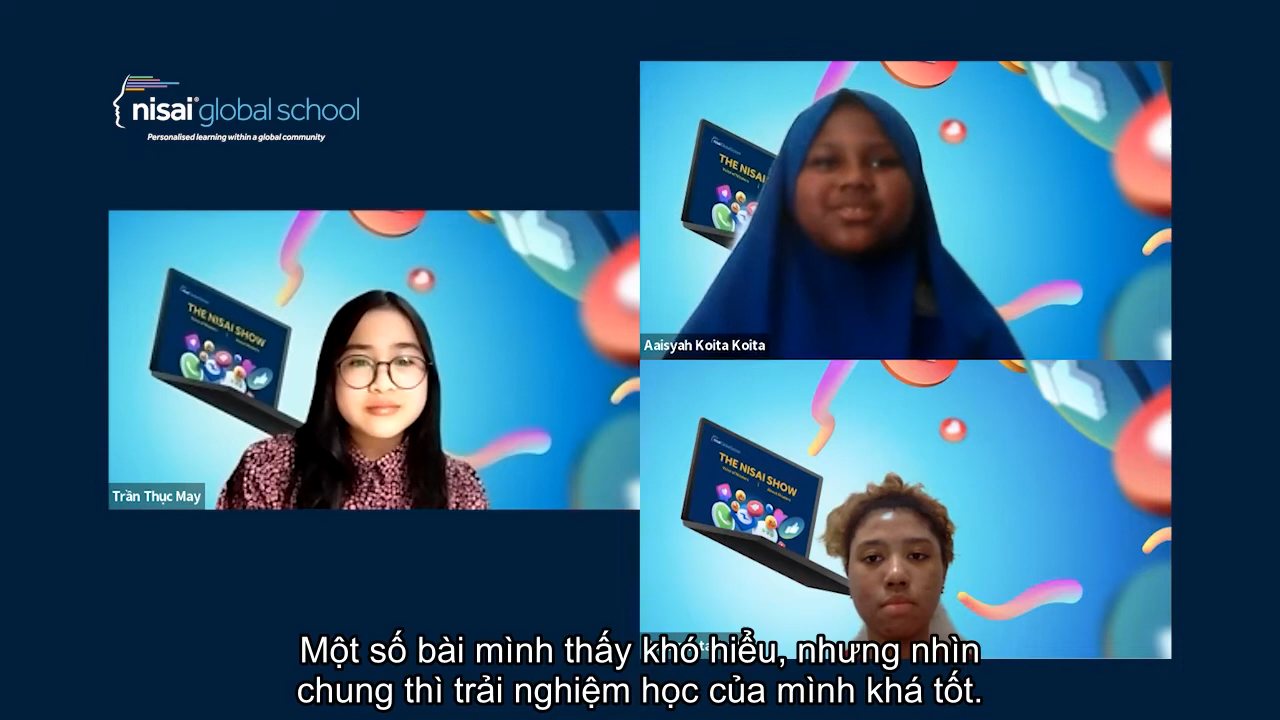 nisai® global school
Personalised learning within a global community
THE NISAI
THE NISAI SHOW
Aaisyah Koita Koita
Trần Thục May
THE NISAI SHOW
Một số bài mình thấy khó hiểu, nhưng nhìn
chung thì trải nghiệm học của mình khá tốt.